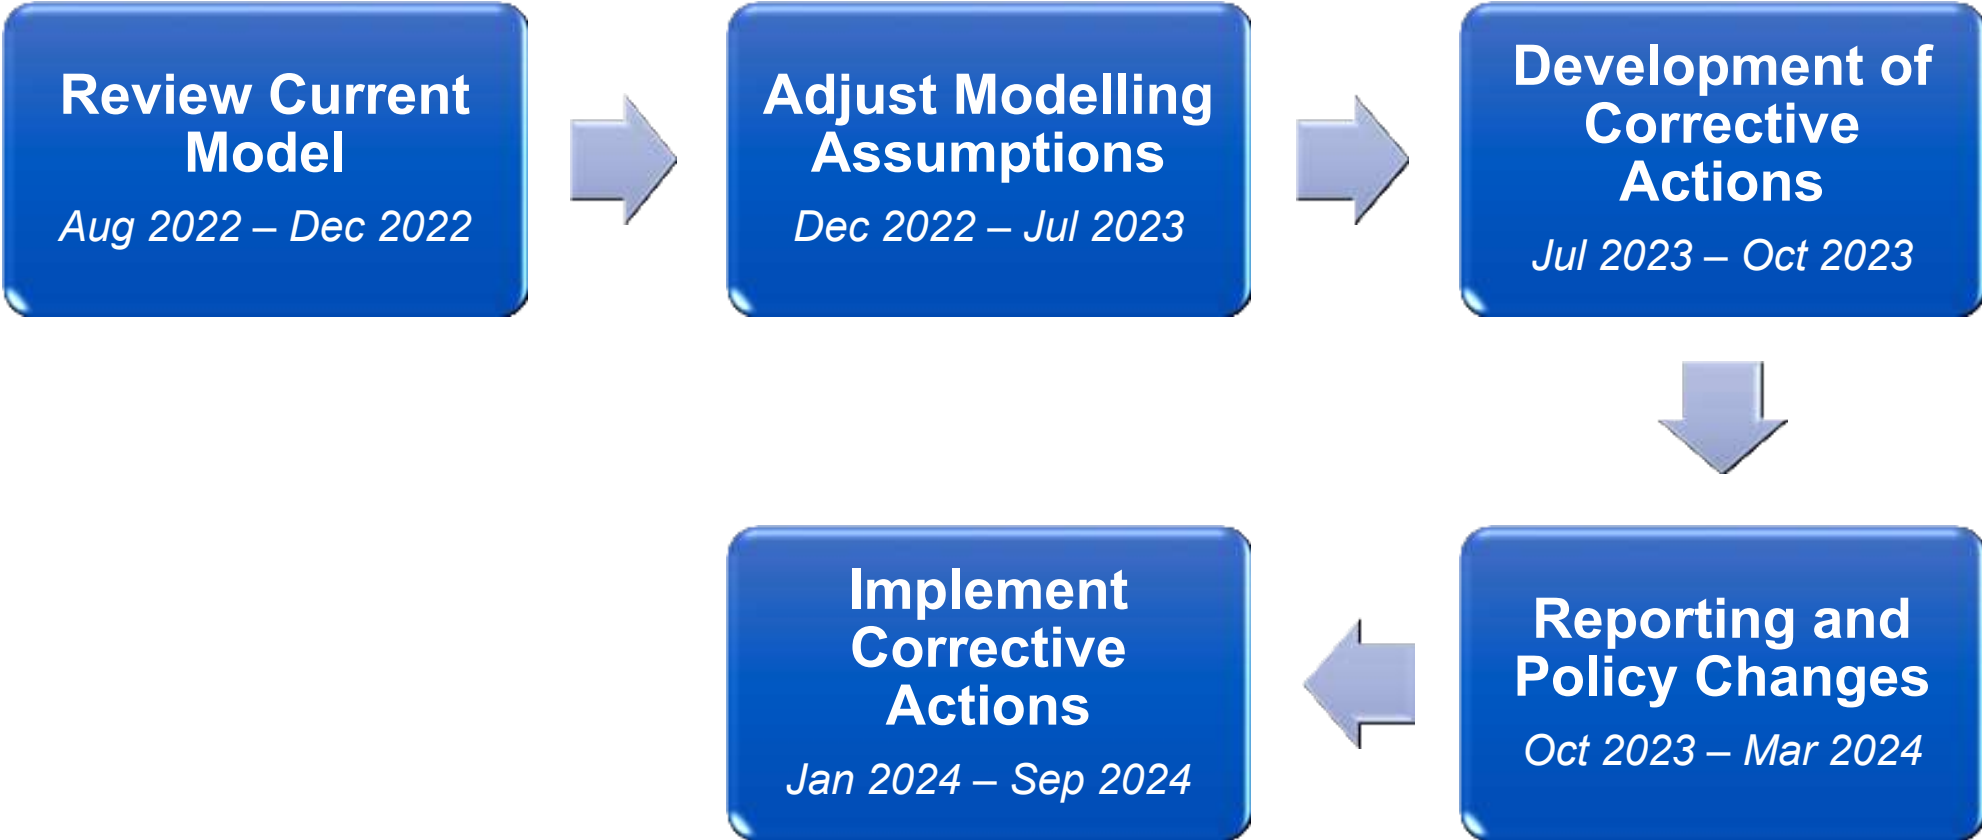 Review Current
Model
Aug 2022 – Dec 2022
Adjust Modelling
Assumptions
Dec 2022 – Jul 2023
Development of
Corrective
Actions
Jul 2023 – Oct 2023
Reporting and
Policy Changes
Oct 2023 – Mar 2024
Implement
Corrective
Actions
Jan 2024 – Sep 2024